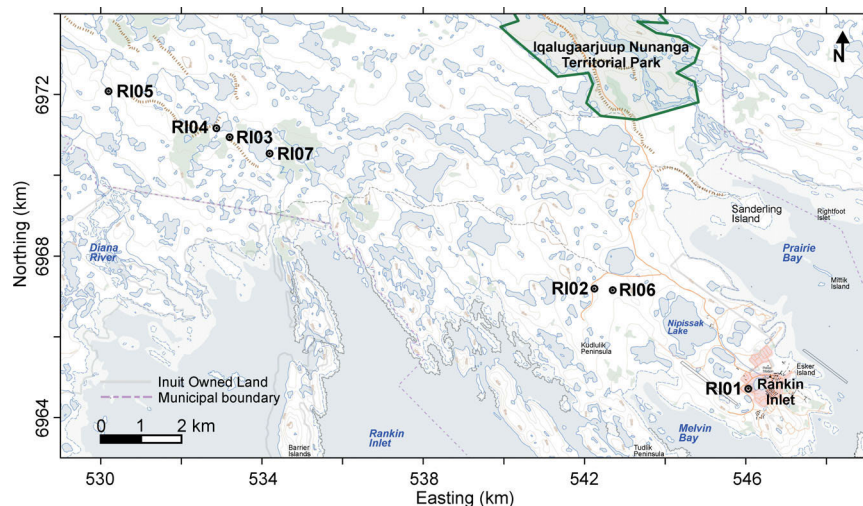 Iqalugaarjuup Nunanga
Territorial Park
N
6972
6968
6964
Northing (km)
RI05
RI04
RI03
RI07
Sanderling
Island
Rightfoot
Islet
Diana
River
Prairie
Bay
Mittik
Island
RI02
RI06
Nipissak
Lake
Kudlulik
Peninsula
Esker
Island
RI01
Rankin
Inlet
Inuit Owned Land
Municipal boundary
0
2 km
Barrier
Islands
Rankin
Inlet
Melvin
Bay
Tudlik
Peninsula
530
534
538
542
546
Easting (km)